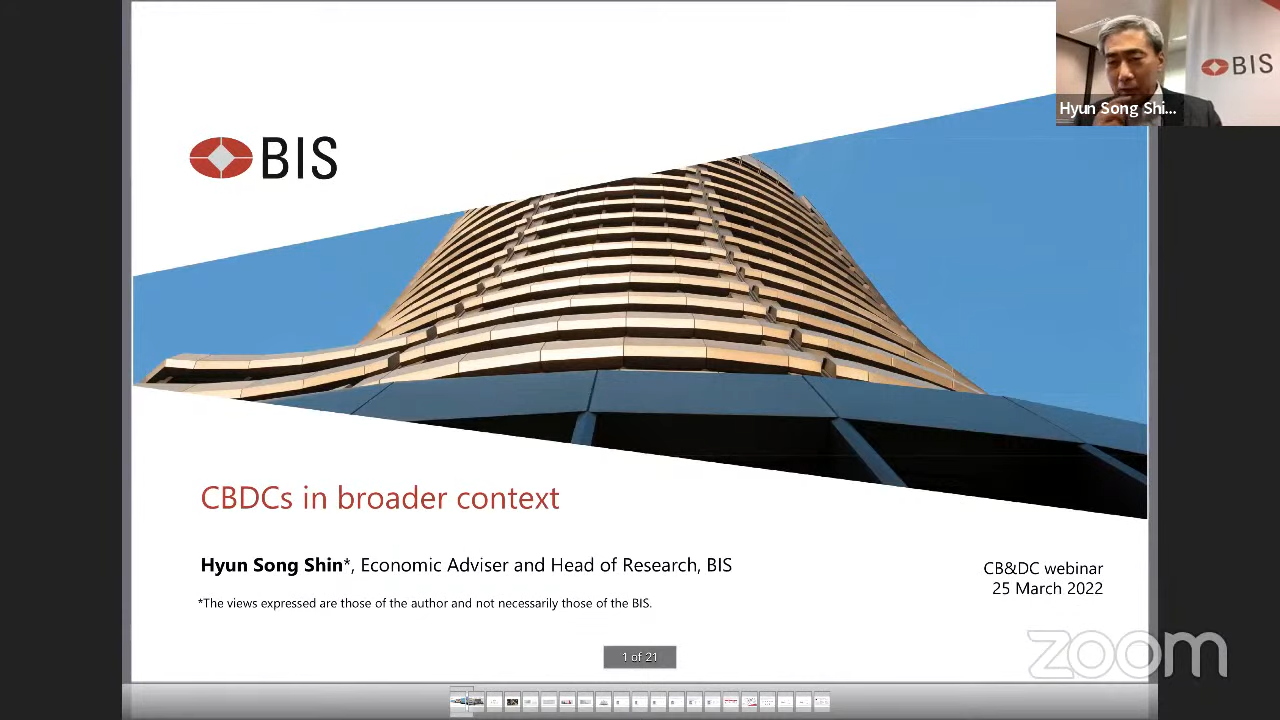 BIS
Hyun Song Shi...
BIS
CBDCs in broader context
Hyun Song Shin*, Economic Adviser and Head of Research, BIS
*The views expressed are those of the author and not necessarily those of the BIS.
CB&DC webinar
25 March 2022
1 of 21
zoom